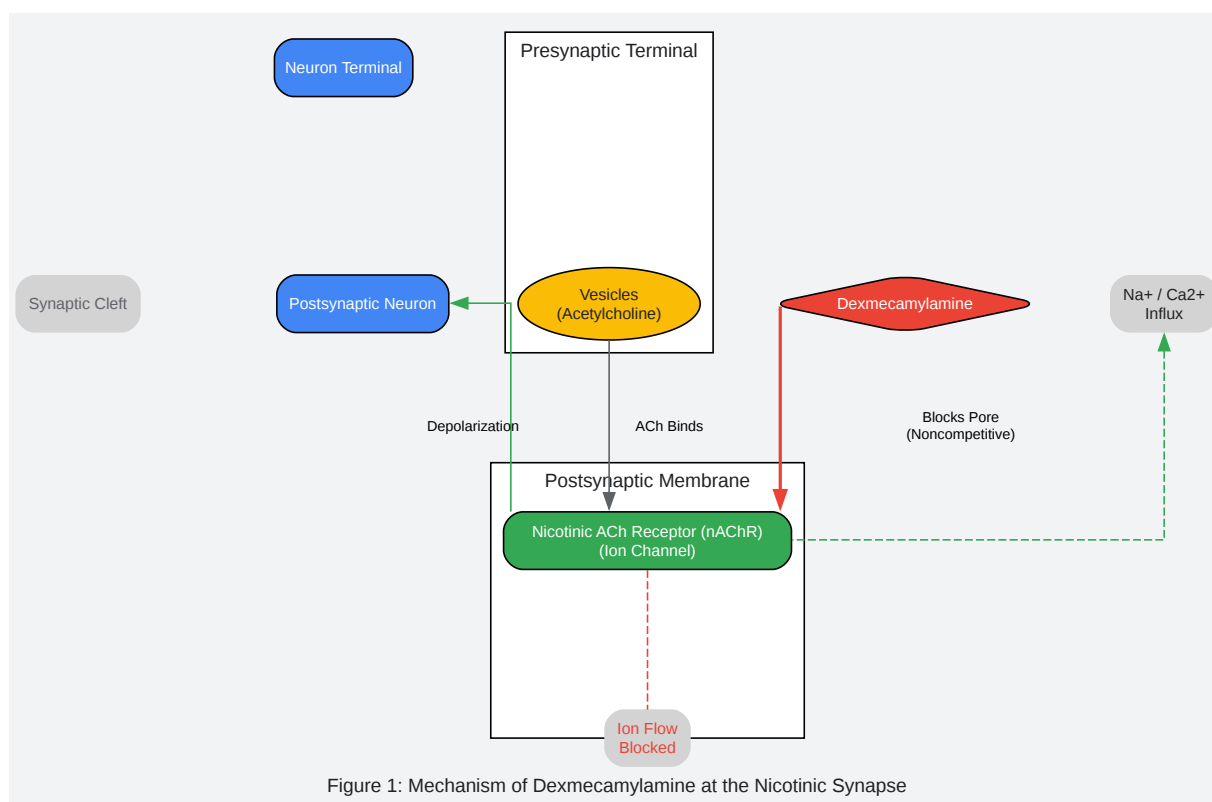 Presynaptic Terminal
Neuron Terminal
Synaptic Cleft
Postsynaptic Neuron
Vesicles
(Acetylcholine)
Dexmecamylamine
Na+ / Ca2+
Influx
Depolarization
ACh Binds
Blocks Pore
(Noncompetitive)
Postsynaptic Membrane
Nicotinic ACh Receptor (nAChR)
(Ion Channel)
Ion Flow
Blocked
Figure 1: Mechanism of Dexmecamylamine at the Nicotinic Synapse